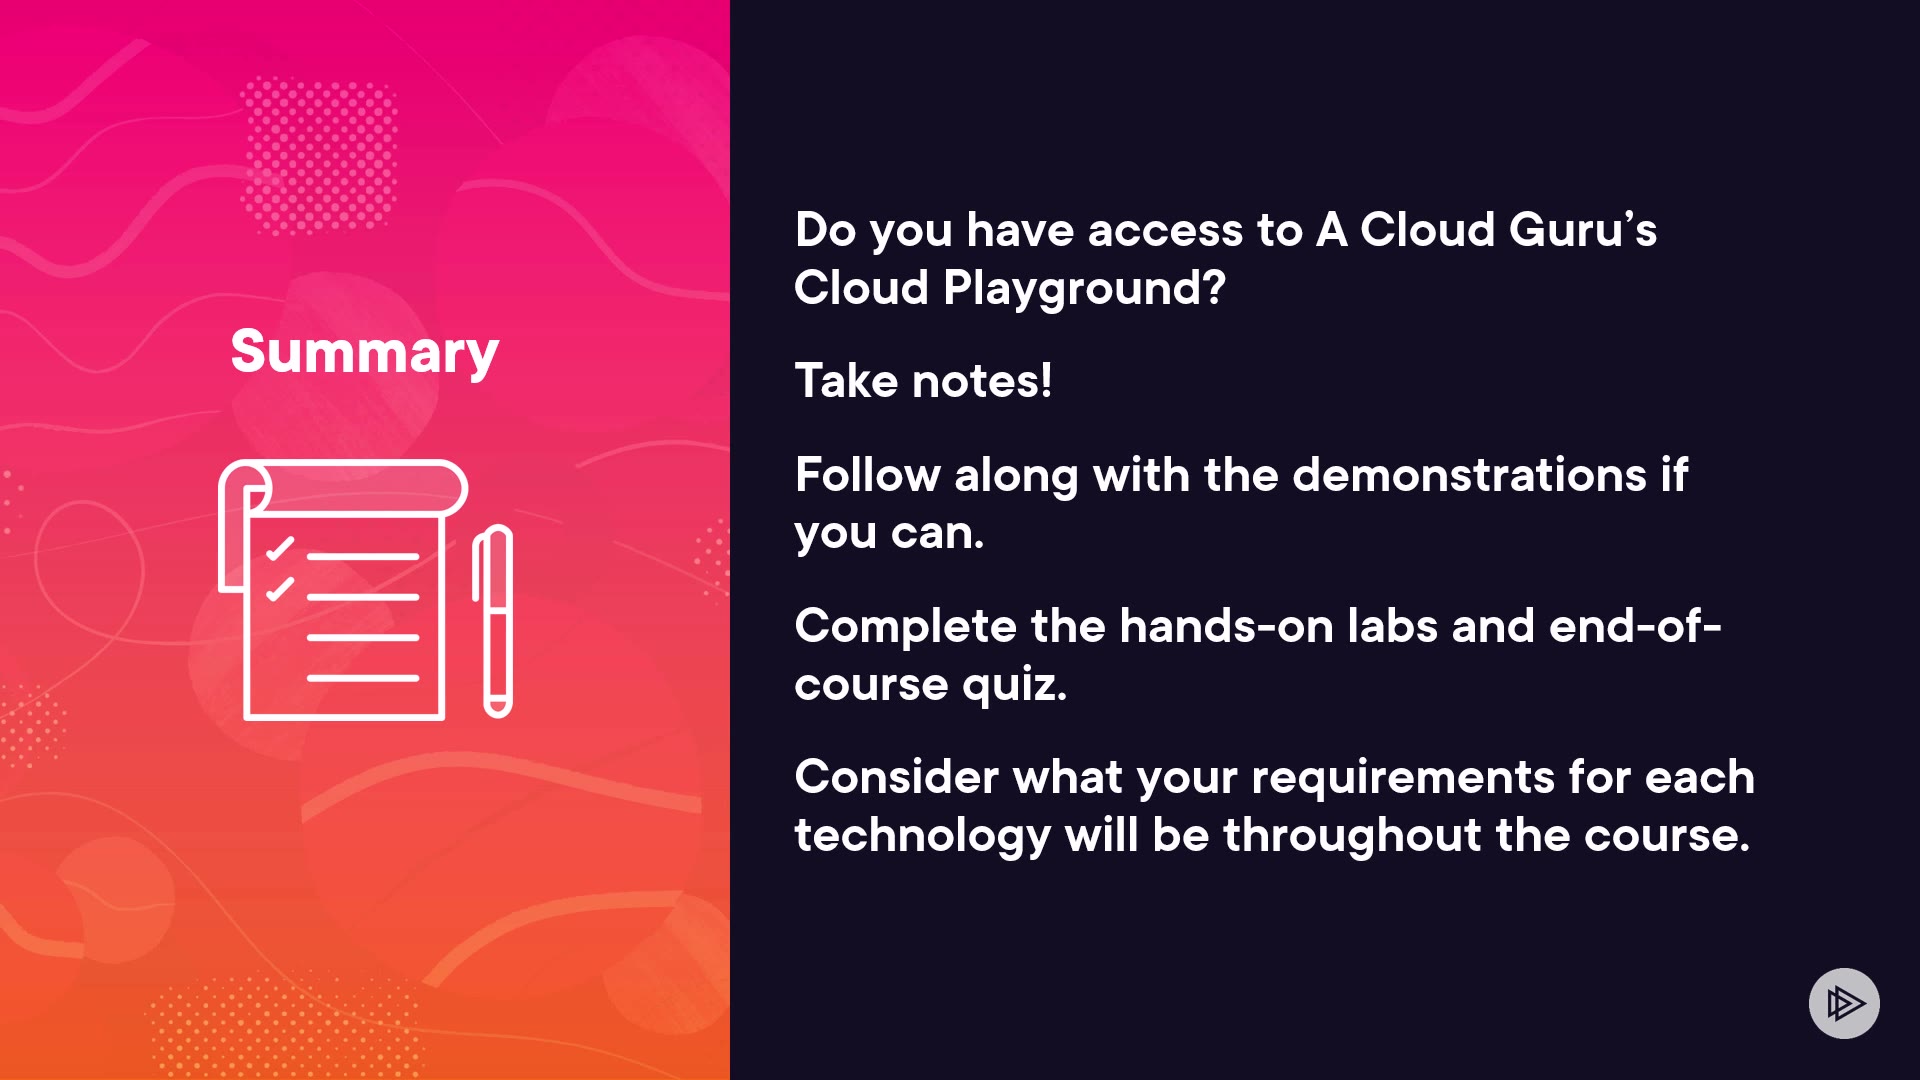 Summary
Do you have access to A Cloud Guru’s
Cloud Playground?
Take notes!
Follow along with the demonstrations if
you can.
Complete the hands-on labs and end-of-
course quiz.
Consider what your requirements for each
technology will be throughout the course.